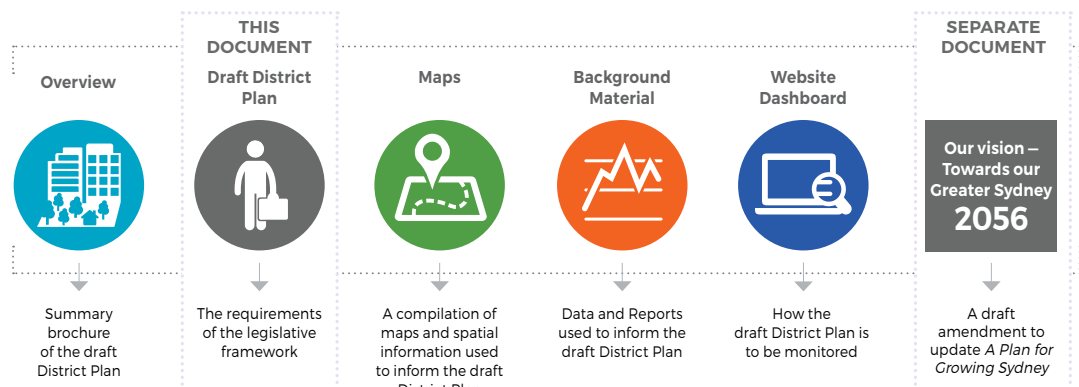 THIS
DOCUMENT
SEPARATE
DOCUMENT
Overview
Draft District
Plan
Maps
Background
Material
Website
Dashboard
Our vision –
Towards our
Greater Sydney
2056
Summary
brochure
of the draft
District Plan
The requirements
of the legislative
framework
A compilation of
maps and spatial
information used
to inform the draft
District Plan
Data and Reports
used to inform the
draft District Plan
How the
draft District Plan is
to be monitored
A draft
amendment to
update A Plan for
Growing Sydney